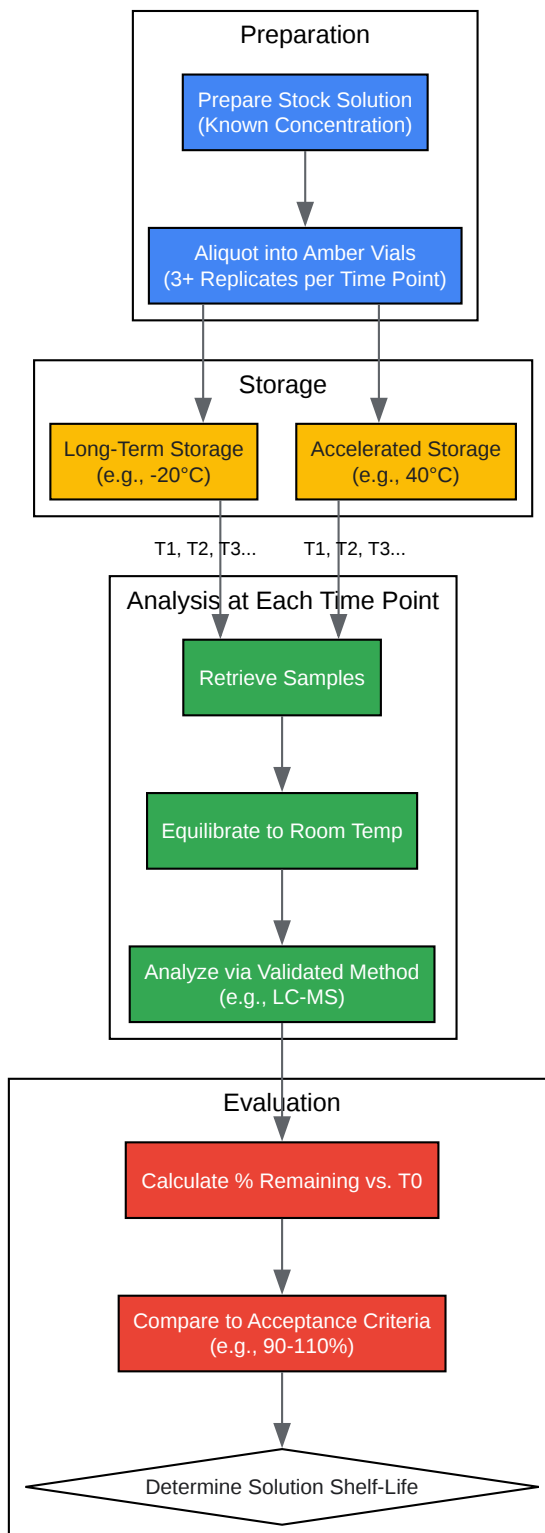 Preparation
Prepare Stock Solution
(Known Concentration)
Aliquot into Amber Vials
(3+ Replicates per Time Point)
Storage
Long-Term Storage
(e.g., -20°C)
Accelerated Storage
(e.g., 40°C)
T1, T2, T3...
T1, T2, T3...
Analysis at Each Time Point
Retrieve Samples
Equilibrate to Room Temp
Analyze via Validated Method
(e.g., LC-MS)
Evaluation
Calculate % Remaining vs. T0
Compare to Acceptance Criteria
(e.g., 90-110%)
Determine Solution Shelf-Life